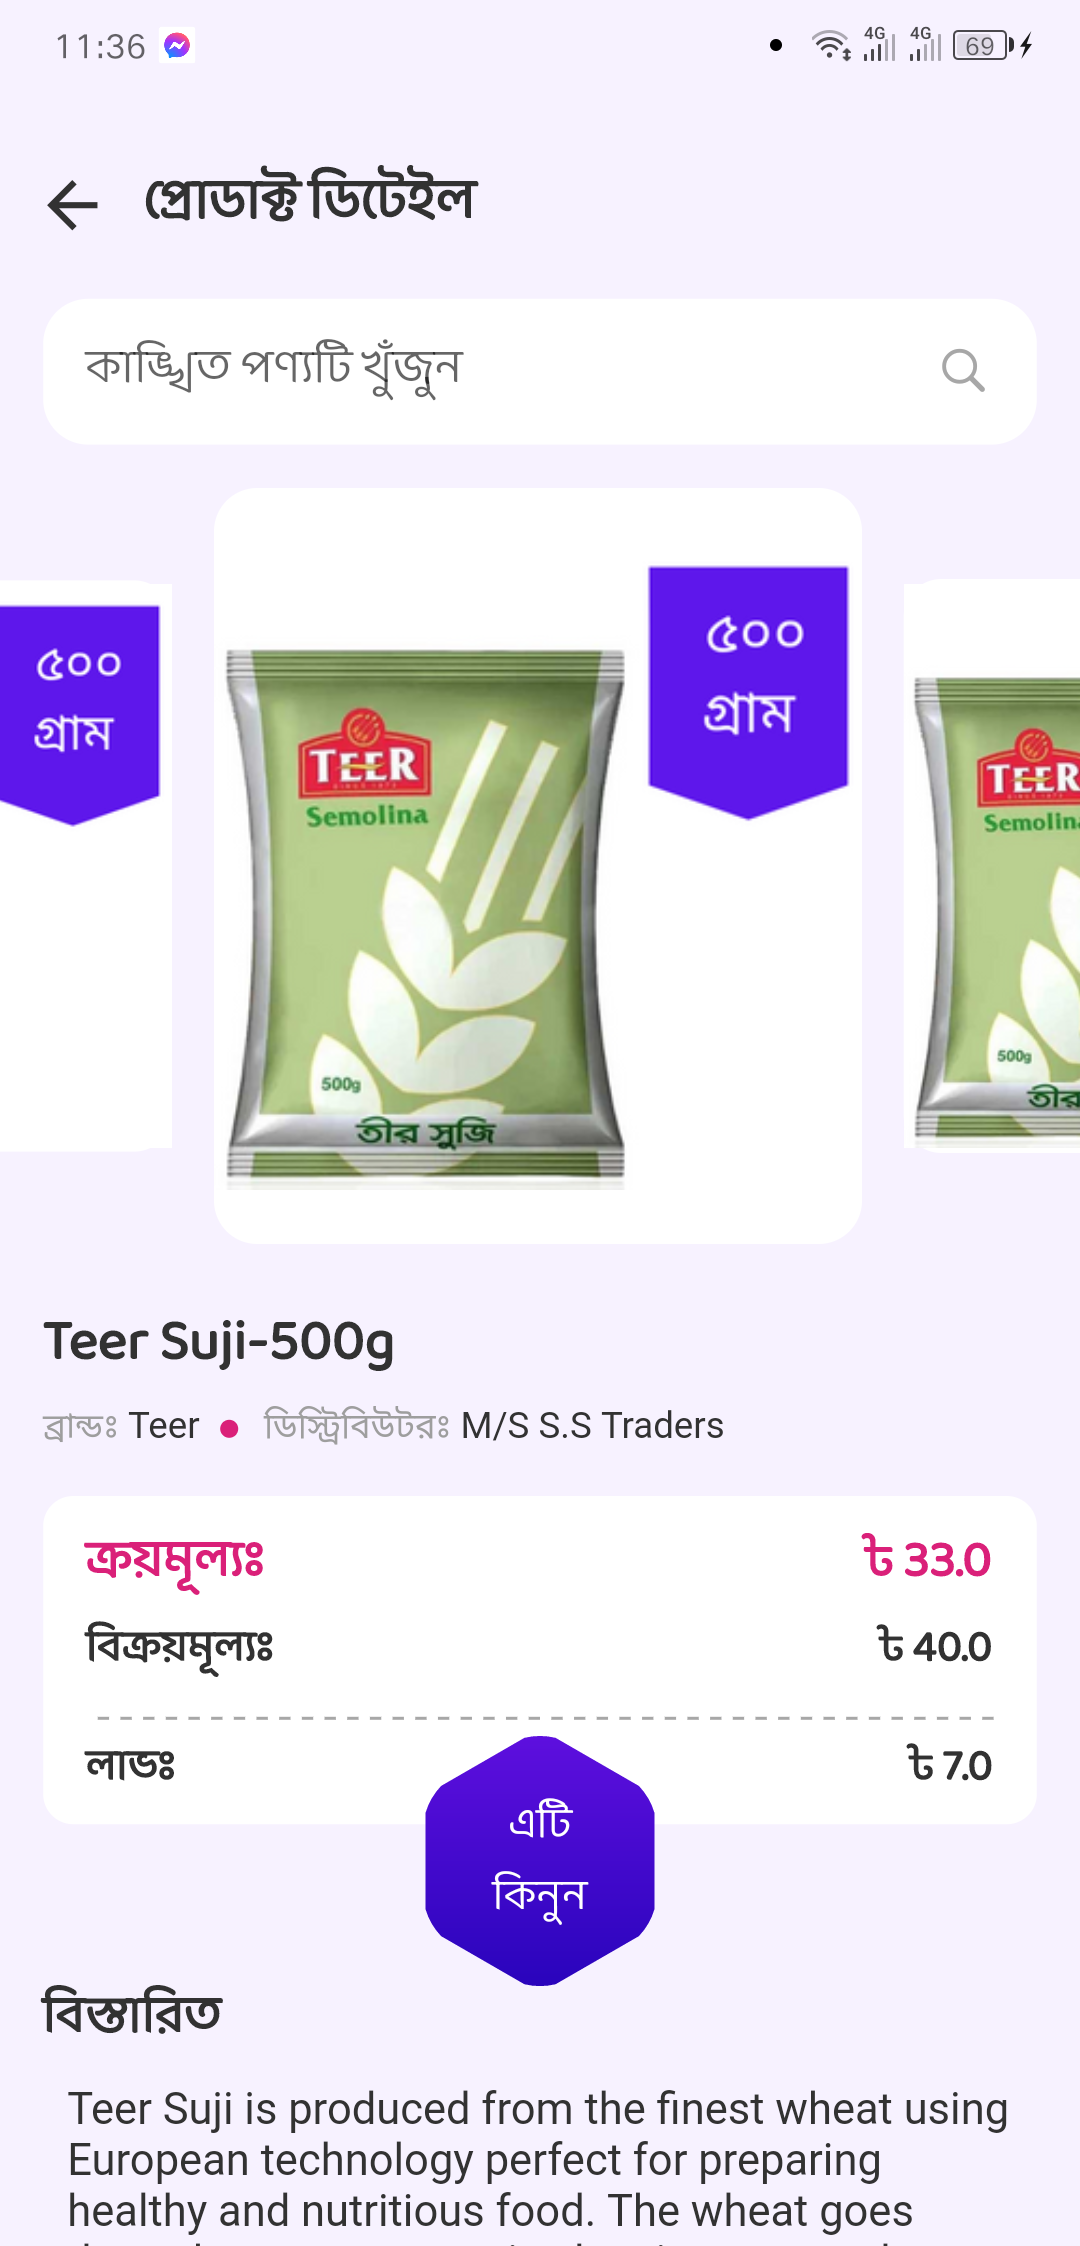 11:36
4G 4G 69
প্রোডাক্ট ডিটেইল
কাঙ্খিত পণ্যটি খুঁজুন
৫০০
গ্রাম
৫০০
গ্রাম
TEER
Semolina
500g
তীর সুজি
TEER
Semolina
500g
তীর
Teer Suji-500g
ব্রান্ডঃ Teer ● ডিস্ট্রিবিউটরঃ M/S S.S Traders
ক্রয়মূল্যঃ ৳ 33.0
বিক্রয়মূল্যঃ ৳ 40.0
লাভঃ ৳ 7.0
এটি
কিনুন
বিস্তারিত
Teer Suji is produced from the finest wheat using
European technology perfect for preparing
healthy and nutritious food. The wheat goes